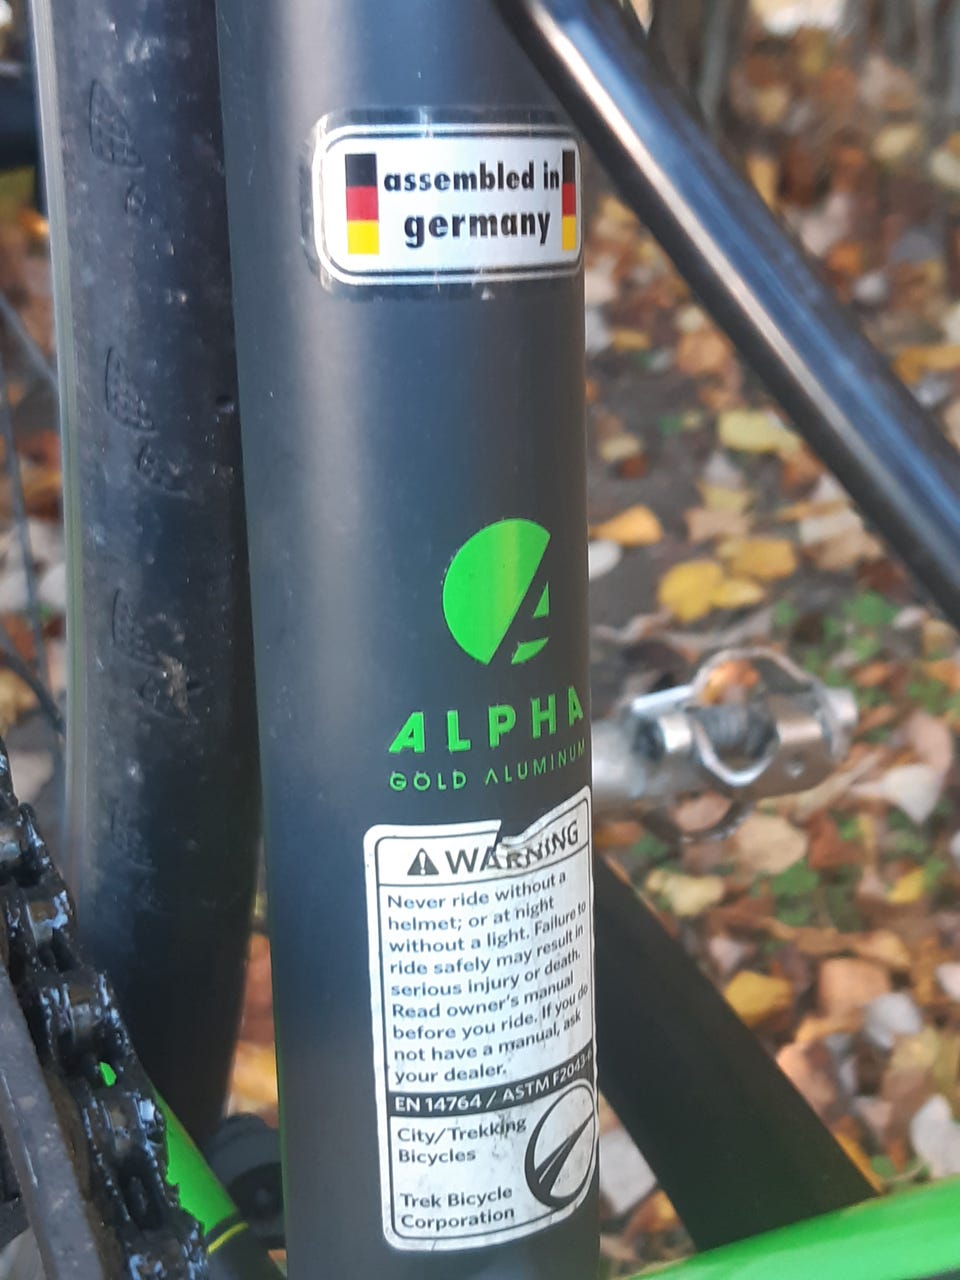 assembled in
germany
ALPHA
GOLD ALUMINUM
WARNING
Never ride without a
helmet; or at night
without a light. Failure to
ride safely may result in
serious injury or death.
Read owner's manual
before you ride. If you do
not have a manual, ask
your dealer.
EN 14764 / ASTM F2043-
City/Trekking
Bicycles
Trek Bicycle
Corporation